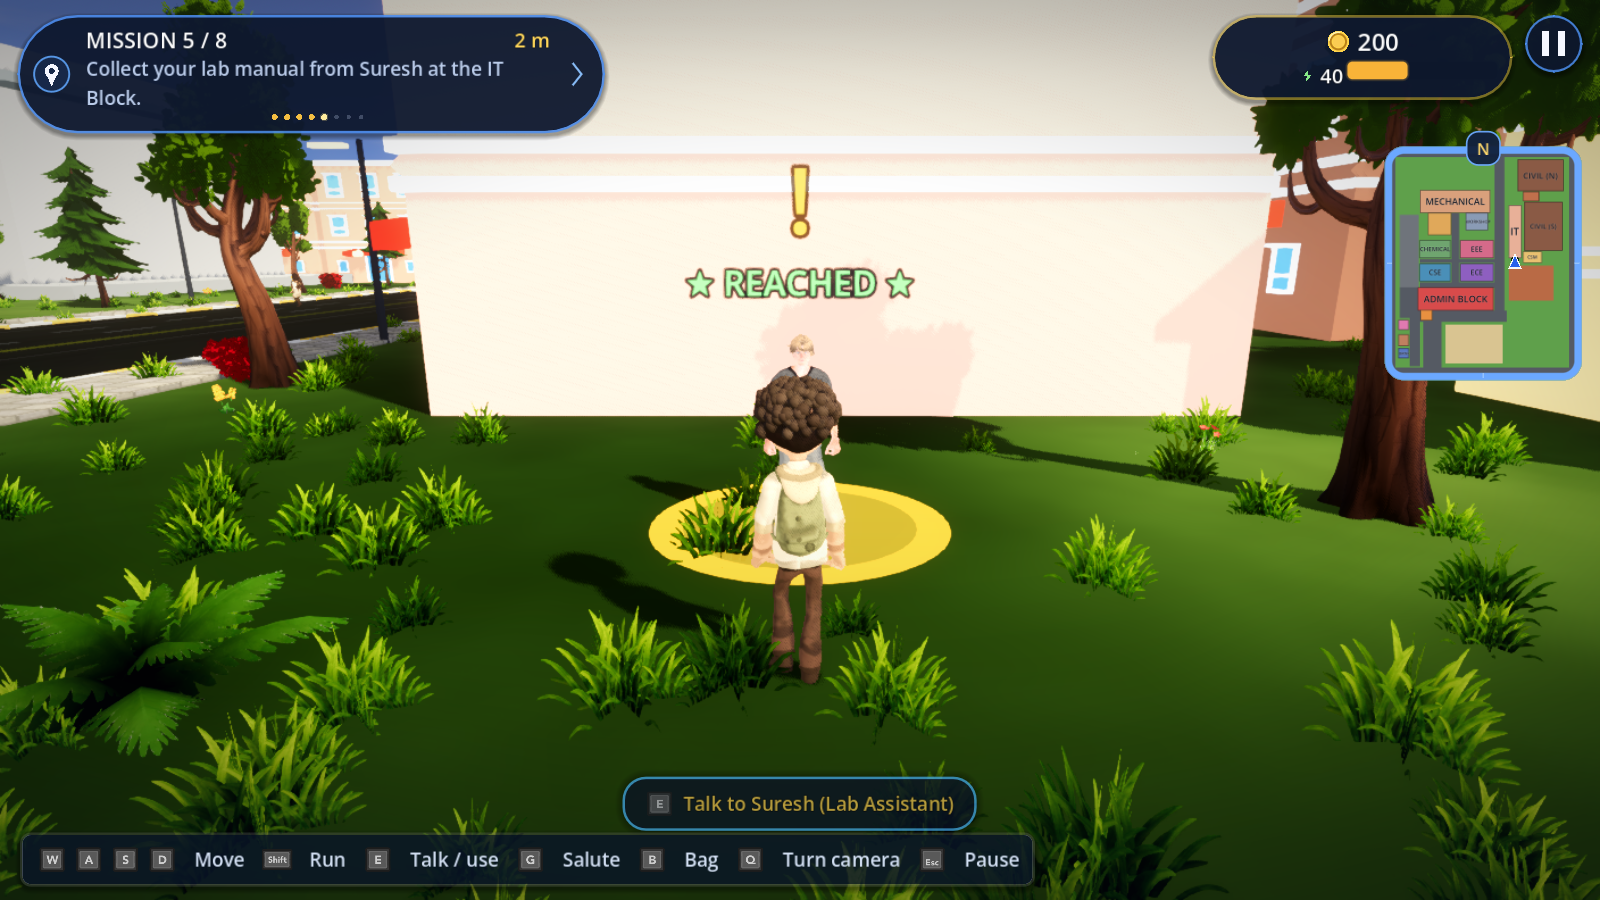 MISSION 5 / 8
2 m
Collect your lab manual from Suresh at the IT
Block.
200
40
N
CIVIL (N)
MECHANICAL
IT
CIVIL (S)
CHEMICAL
EEE
CSE
ECE
ADMIN BLOCK
★ REACHED ★
E Talk to Suresh (Lab Assistant)
W A S D Move Shift Run E Talk / use G Salute B Bag Q Turn camera Esc Pause